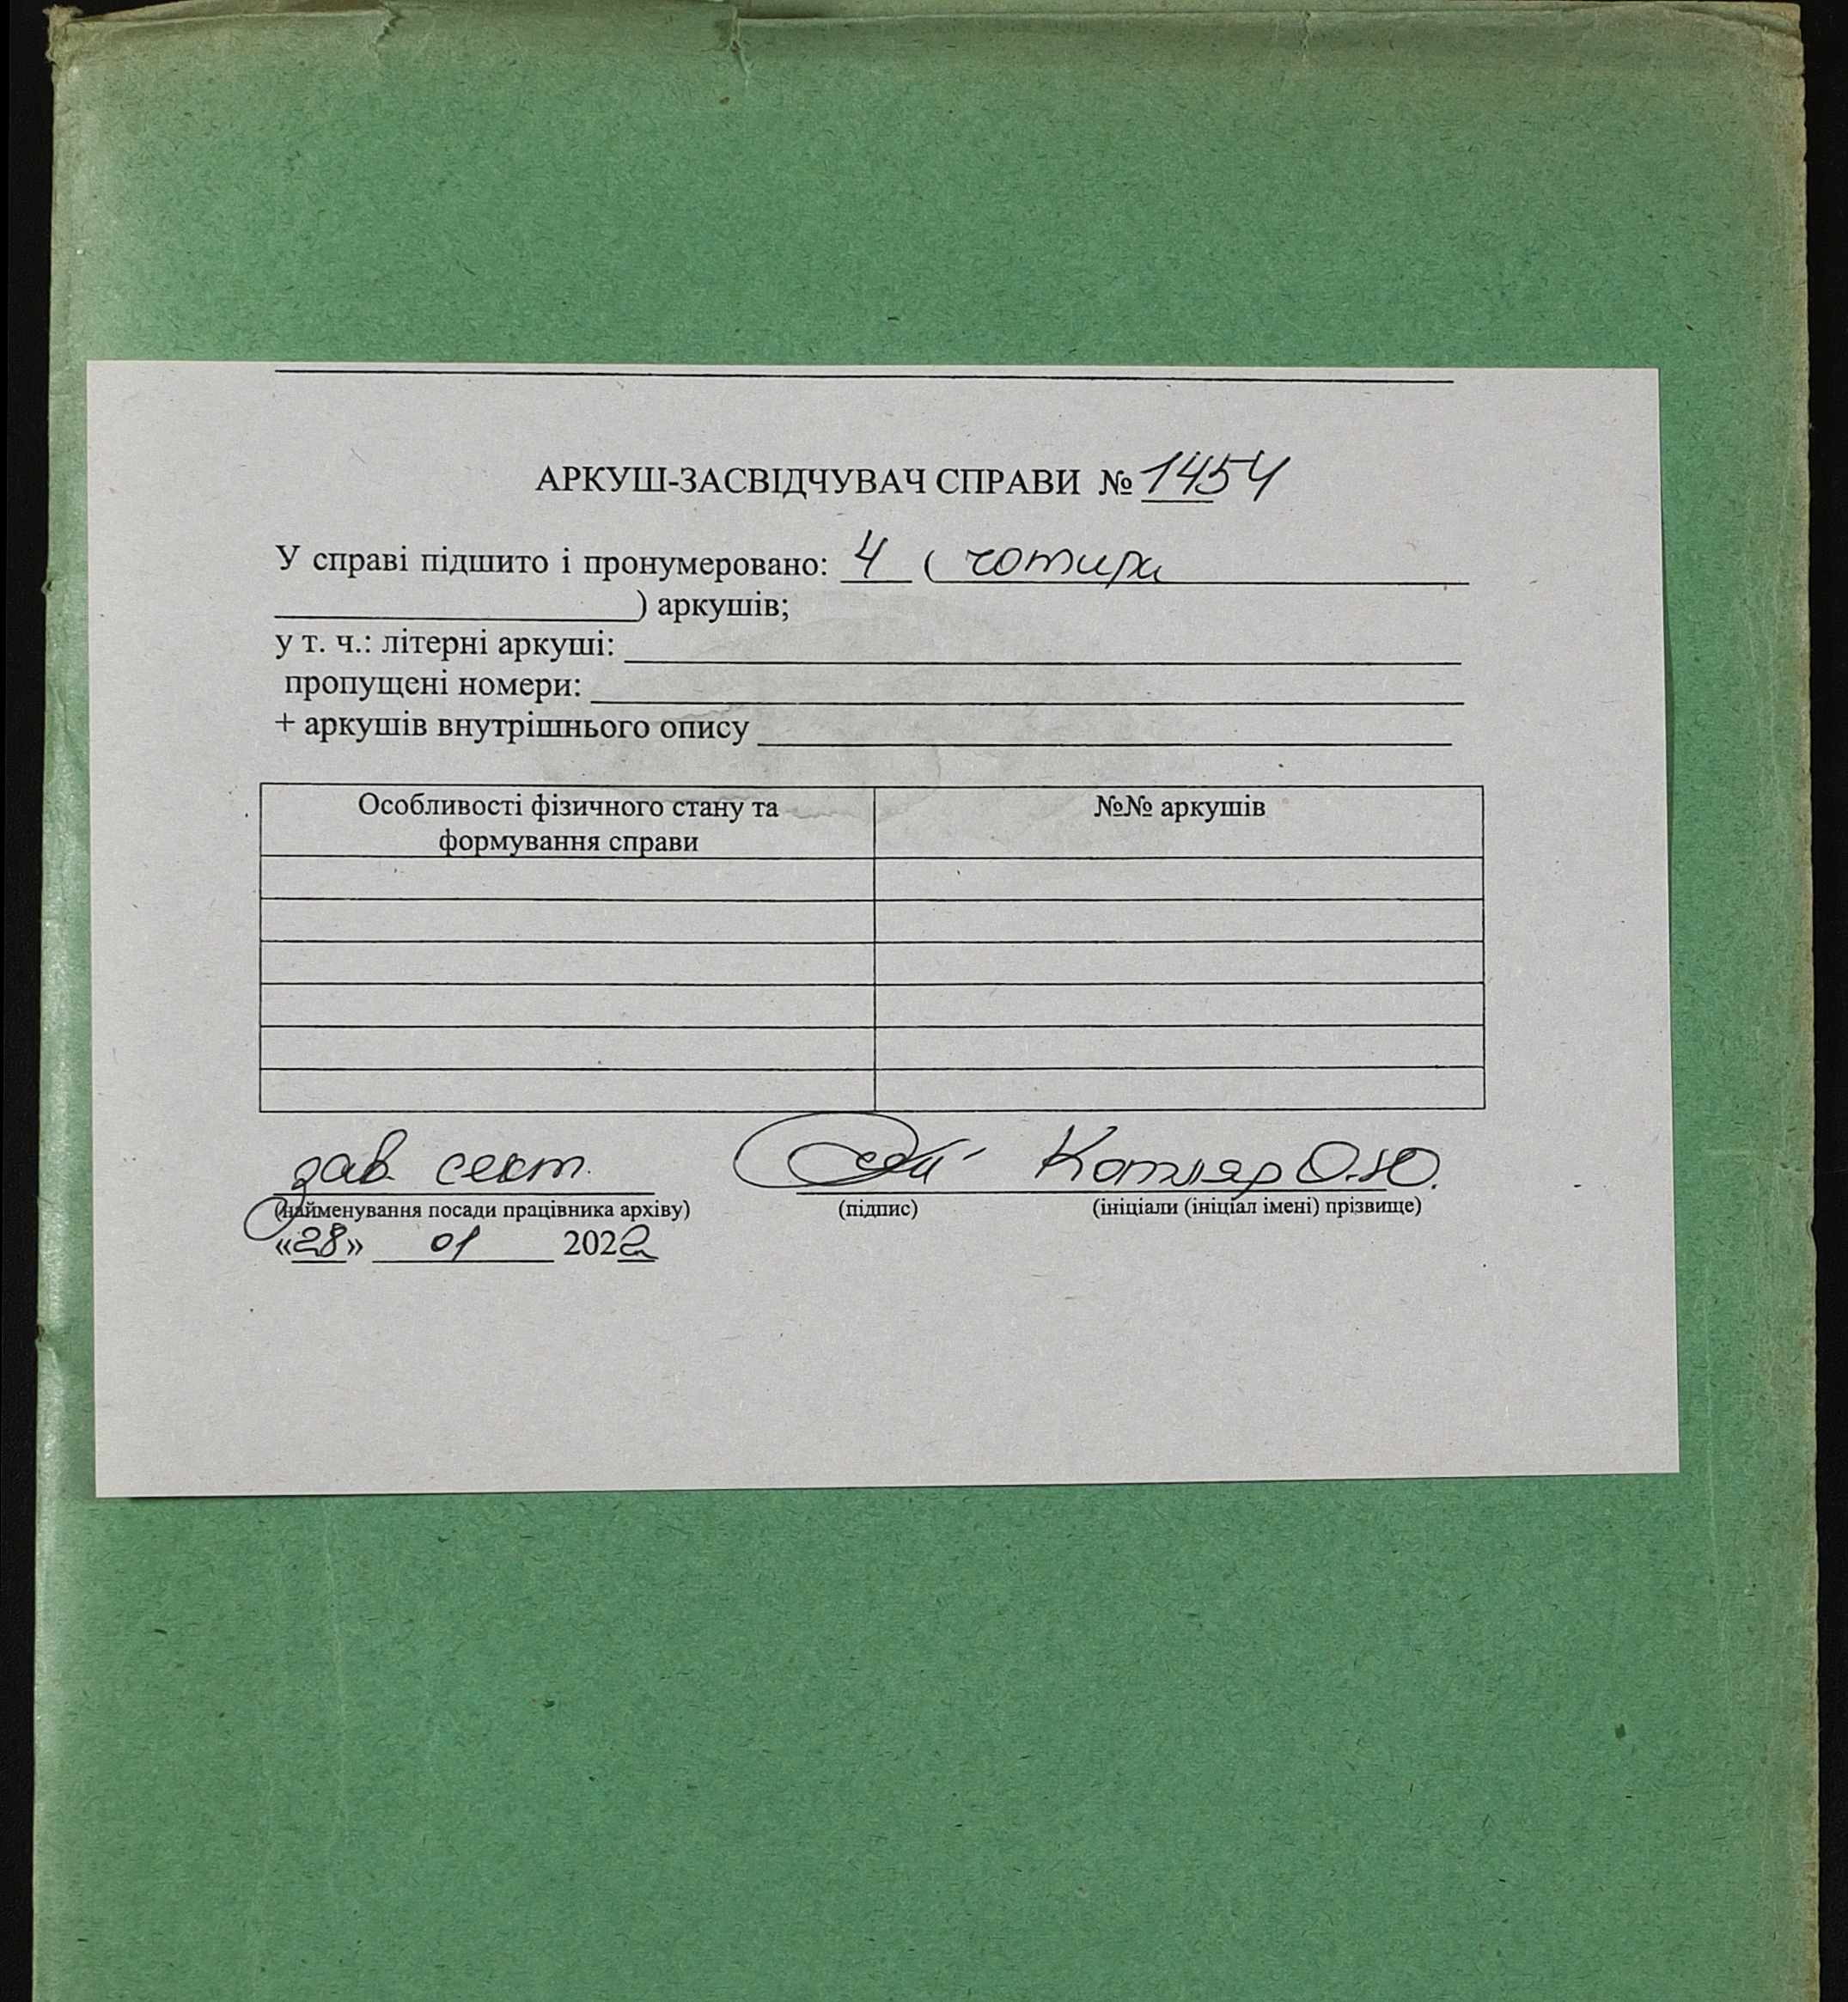 АРКУШ-ЗАСВІДЧУВАЧ СПРАВИ № 1454
У справі підшито і пронумеровано: 4 ( чотири
) аркушів;
у т. ч.: літерні аркуші:
пропущені номери:
+ аркушів внутрішнього опису
Особливості фізичного стану та №№ аркушів
формування справи
зав. сект. Котляр О.Ю.
(найменування посади працівника архіву) (підпис) (ініціали (ініціал імені) прізвище)
«28» 01 2022